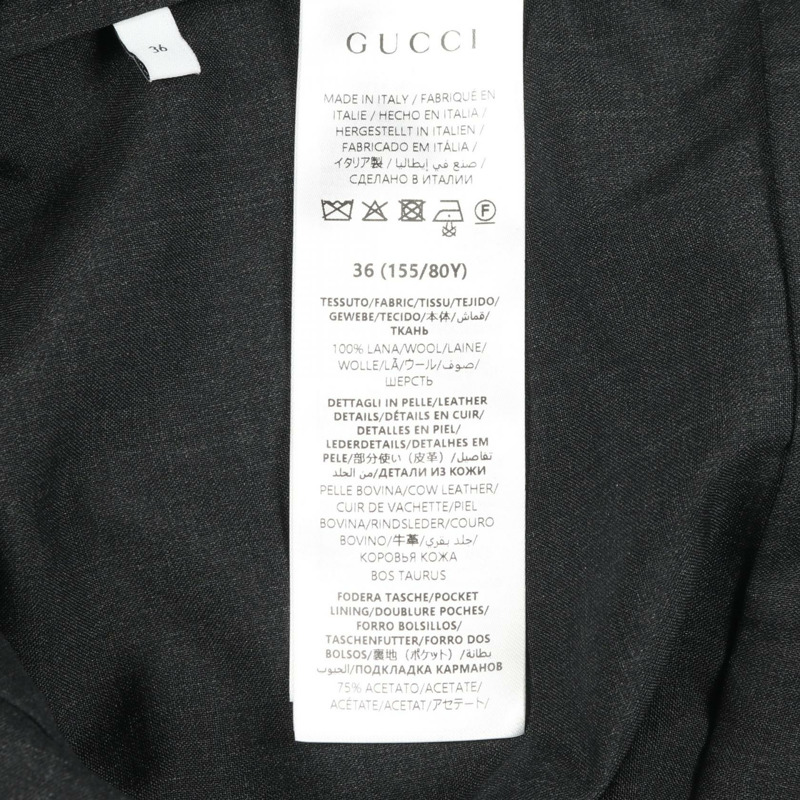 36
GUCCI
MADE IN ITALY / FABRIQUÉ EN
ITALIE / HECHO EN ITALIA /
HERGESTELLT IN ITALIEN /
FABRICADO EM ITÁLIA /
イタリア製 / صنع في إيطاليا /
СДЕЛАНО В ИТАЛИИ
F
36 (155/80Y)
TESSUTO/FABRIC/TISSU/TEJIDO/
GEWEBE/TECIDO/本体/قماش/
ТКАНЬ
100% LANA/WOOL/LAINE/
WOLLE/LÃ/ウール/صوف/
ШЕРСТЬ
DETTAGLI IN PELLE/LEATHER
DETAILS/DÉTAILS EN CUIR/
DETALLES EN PIEL/
LEDERDETAILS/DETALHES EM
PELE/部分使い（皮革）/تفاصيل
من الجلد/ДЕТАЛИ ИЗ КОЖИ
PELLE BOVINA/COW LEATHER/
CUIR DE VACHETTE/PIEL
BOVINA/RINDSLEDER/COURO
BOVINO/牛革/جلد بقري/
КОРОВЬЯ КОЖА
BOS TAURUS
FODERA TASCHE/POCKET
LINING/DOUBLURE POCHES/
FORRO BOLSILLOS/
TASCHENFUTTER/FORRO DOS
BOLSOS/裏地（ポケット）/بطانة
الجيوب/ПОДКЛАДКА КАРМАНОВ
75% ACETATO/ACETATE/
ACÉTATE/ACETAT/アセテート/